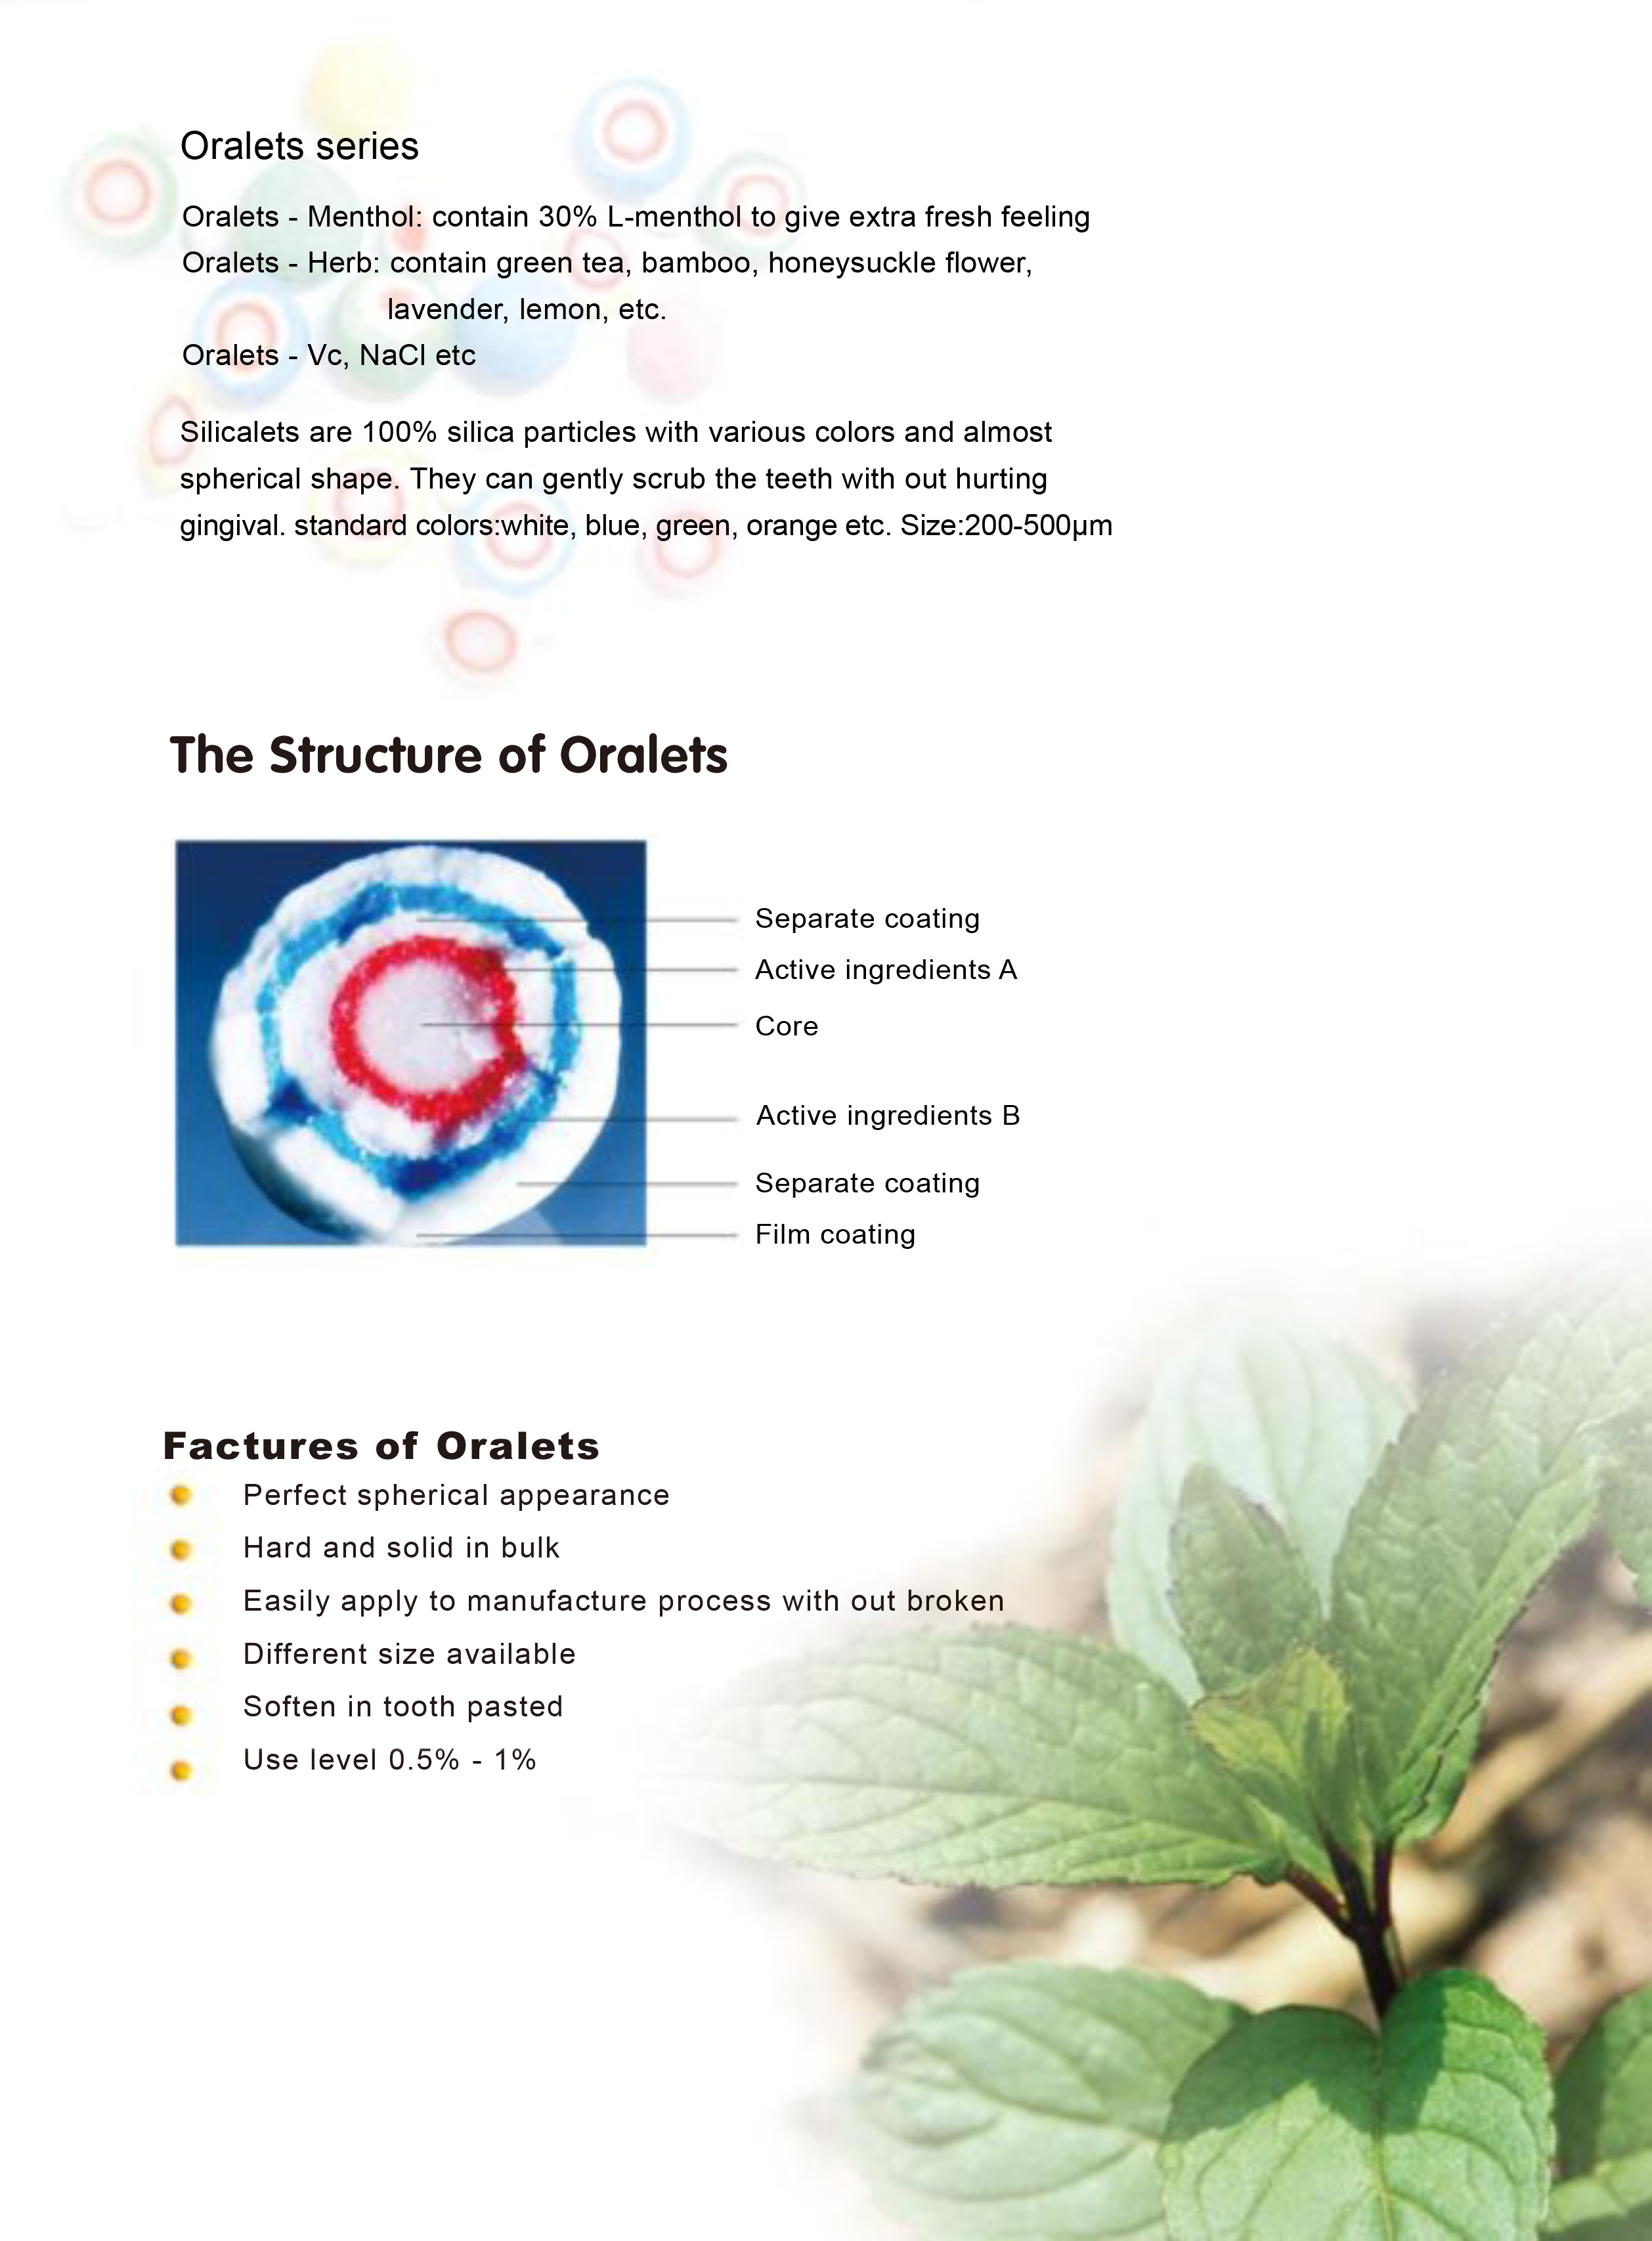 Oralets series
Oralets - Menthol: contain 30% L-menthol to give extra fresh feeling
Oralets - Herb: contain green tea, bamboo, honeysuckle flower,
lavender, lemon, etc.
Oralets - Vc, NaCl etc
Silicalets are 100% silica particles with various colors and almost
spherical shape. They can gently scrub the teeth with out hurting
gingival. standard colors:white, blue, green, orange etc. Size:200-500μm
The Structure of Oralets
Separate coating
Active ingredients A
Core
Active ingredients B
Separate coating
Film coating
Factures of Oralets
Perfect spherical appearance
Hard and solid in bulk
Easily apply to manufacture process with out broken
Different size available
Soften in tooth pasted
Use level 0.5% - 1%